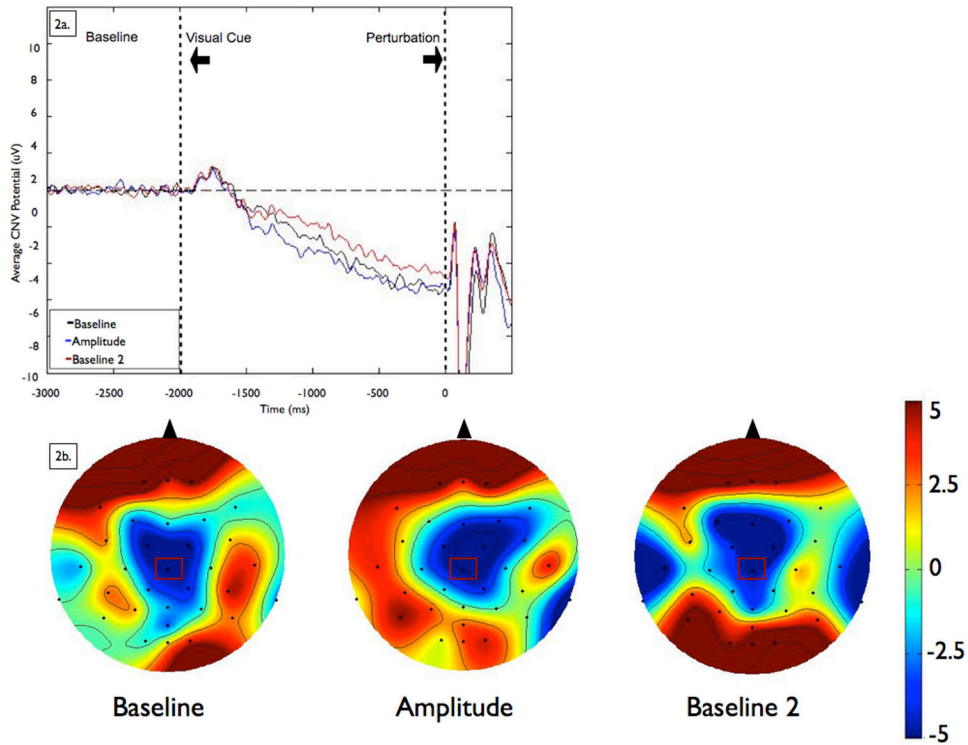 2a.
Baseline
Visual Cue
Perturbation
10
8
6
4
2
0
-2
-4
-6
-8
-10
Average CNV Potential (uV)
Baseline
Amplitude
Baseline 2
-3000
-2500
-2000
-1500
-1000
-500
0
500
Time (ms)
2b.
5
2.5
0
-2.5
-5
Baseline
Amplitude
Baseline 2